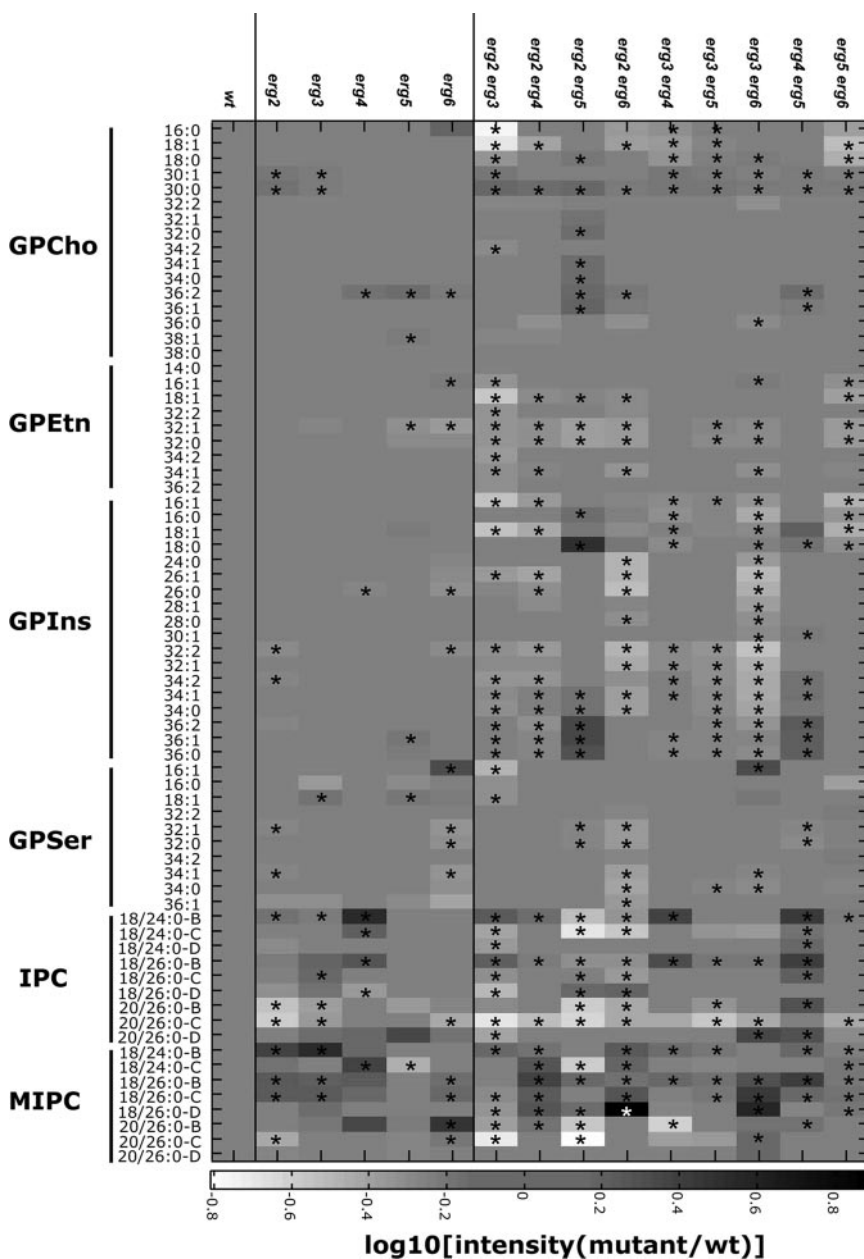 wt erg2 erg3 erg4 erg5 erg6 erg2 erg3 erg2 erg4 erg2 erg5 erg2 erg6 erg3 erg4 erg3 erg5 erg3 erg6 erg4 erg5 erg5 erg6
GPCho
16:0
18:1
18:0
30:1
30:0
32:2
32:1
32:0
34:2
34:1
34:0
36:2
36:1
36:0
38:1
38:0
GPEtn
14:0
16:1
18:1
32:2
32:1
32:0
34:2
34:1
36:2
GPIns
16:1
16:0
18:1
18:0
24:0
26:1
26:0
28:1
28:0
30:1
32:2
32:1
34:2
34:1
34:0
36:2
36:1
36:0
GPSer
16:1
16:0
18:1
32:2
32:1
32:0
34:2
34:1
34:0
36:1
IPC
18/24:0-B
18/24:0-C
18/24:0-D
18/26:0-B
18/26:0-C
18/26:0-D
20/26:0-B
20/26:0-C
20/26:0-D
MIPC
18/24:0-B
18/24:0-C
18/26:0-B
18/26:0-C
18/26:0-D
20/26:0-B
20/26:0-C
20/26:0-D
-0.8 -0.6 -0.4 -0.2 0 0.2 0.4 0.6 0.8
log10[intensity(mutant/wt)]